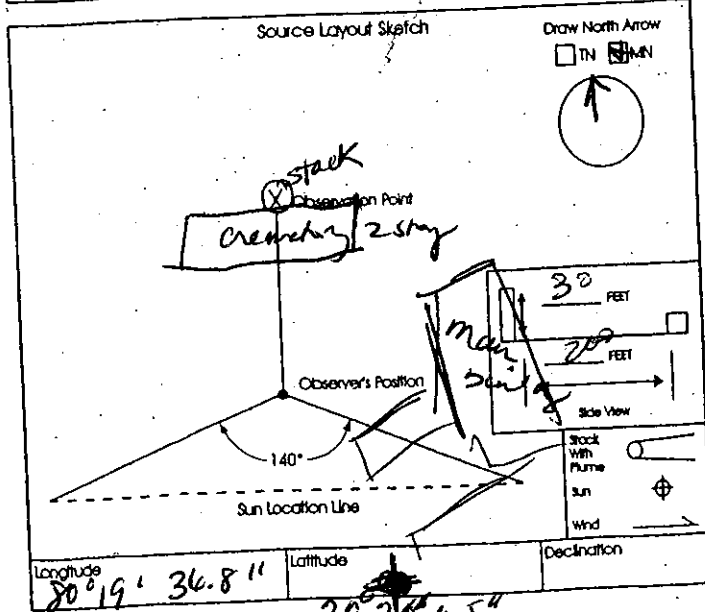 Source Layout Sketch
Draw North Arrow
TN MN
stack
X Observation Point
Crematory 2 story
30 FEET
Main
200 FEET
Observer's Position
Side View
140°
Stack With Plume
Sun
Wind
Sun Location Line
Longitude
Latitude
Declination
80° 19' 36.8"